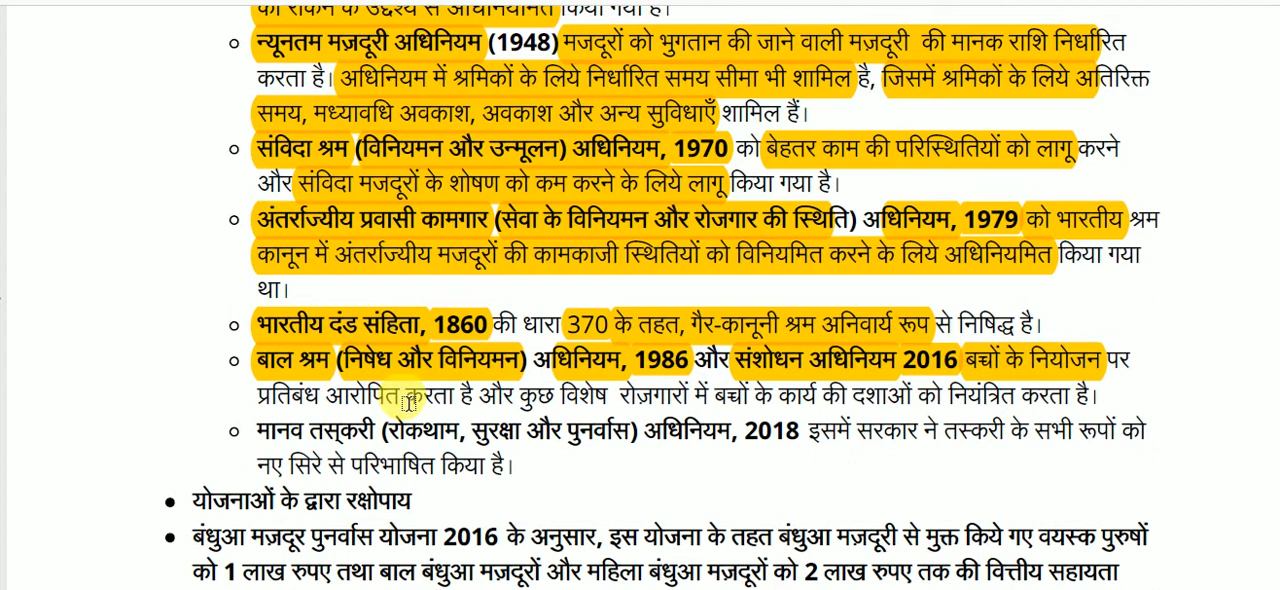 को रोकने के उद्देश्य से अधिनियमित किया गया है।
न्यूनतम मज़दूरी अधिनियम (1948) मजदूरों को भुगतान की जाने वाली मज़दूरी की मानक राशि निर्धारित
करता है। अधिनियम में श्रमिकों के लिये निर्धारित समय सीमा भी शामिल है, जिसमें श्रमिकों के लिये अतिरिक्त
समय, मध्यावधि अवकाश, अवकाश और अन्य सुविधाएँ शामिल हैं।
संविदा श्रम (विनियमन और उन्मूलन) अधिनियम, 1970 को बेहतर काम की परिस्थितियों को लागू करने
और संविदा मजदूरों के शोषण को कम करने के लिये लागू किया गया है।
अंतर्राज्यीय प्रवासी कामगार (सेवा के विनियमन और रोजगार की स्थिति) अधिनियम, 1979 को भारतीय श्रम
कानून में अंतर्राज्यीय मजदूरों की कामकाजी स्थितियों को विनियमित करने के लिये अधिनियमित किया गया
था।
भारतीय दंड संहिता, 1860 की धारा 370 के तहत, गैर-कानूनी श्रम अनिवार्य रूप से निषिद्ध है।
बाल श्रम (निषेध और विनियमन) अधिनियम, 1986 और संशोधन अधिनियम 2016 बच्चों के नियोजन पर
प्रतिबंध आरोपित करता है और कुछ विशेष रोज़गारों में बच्चों के कार्य की दशाओं को नियंत्रित करता है।
मानव तस्करी (रोकथाम, सुरक्षा और पुनर्वास) अधिनियम, 2018 इसमें सरकार ने तस्करी के सभी रूपों को
नए सिरे से परिभाषित किया है।
योजनाओं के द्वारा रक्षोपाय
बंधुआ मज़दूर पुनर्वास योजना 2016 के अनुसार, इस योजना के तहत बंधुआ मज़दूरी से मुक्त किये गए वयस्क पुरुषों
को 1 लाख रुपए तथा बाल बंधुआ मज़दूरों और महिला बंधुआ मज़दूरों को 2 लाख रुपए तक की वित्तीय सहायता